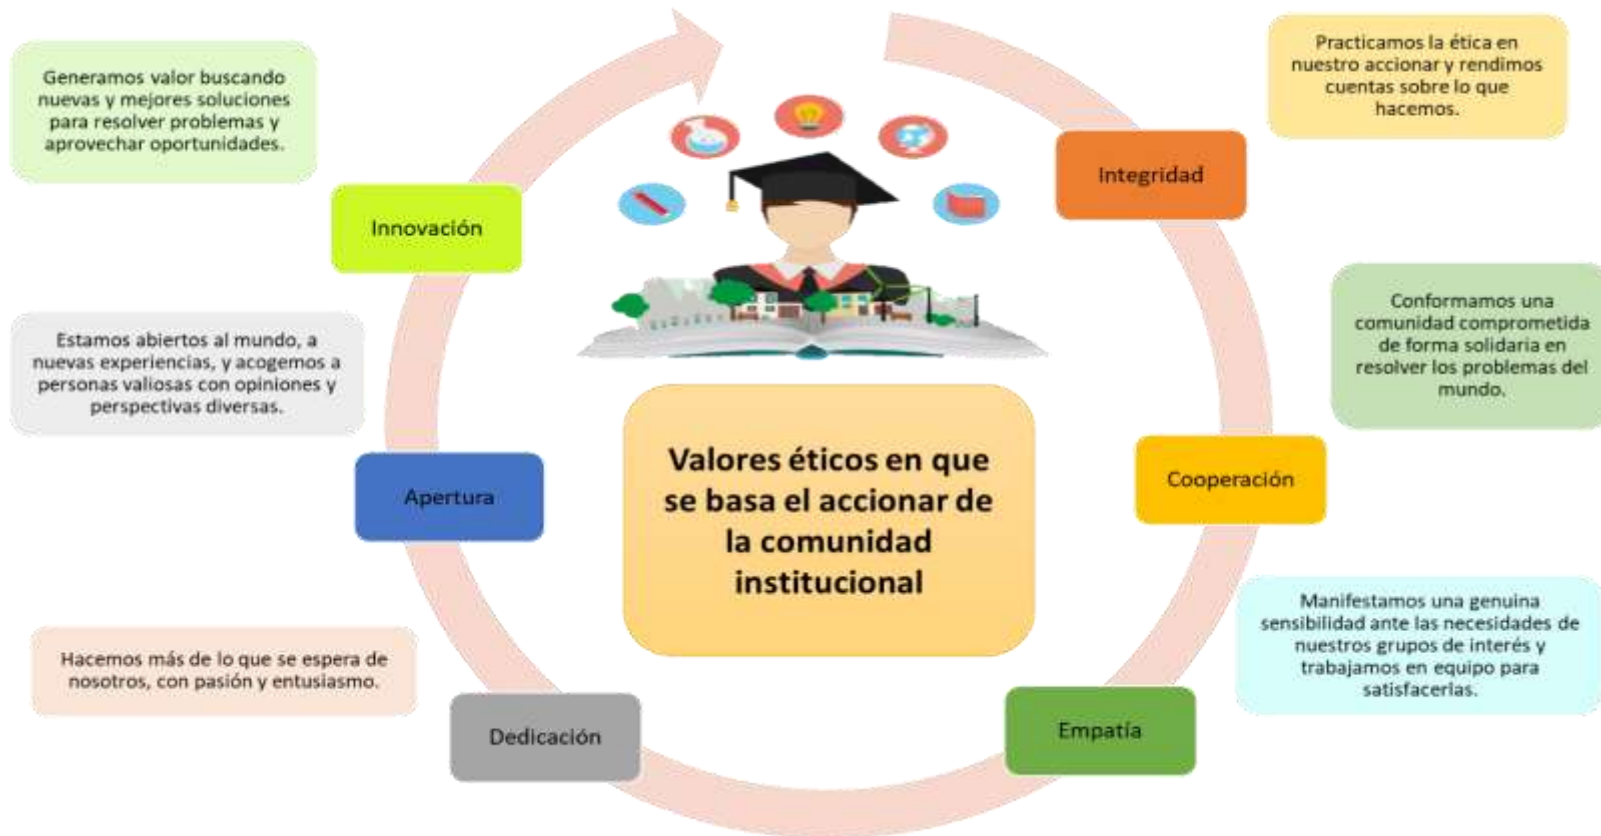 Generamos valor buscando
nuevas y mejores soluciones
para resolver problemas y
aprovechar oportunidades.
Innovación
Estamos abiertos al mundo, a
nuevas experiencias, y acogemos a
personas valiosas con opiniones y
perspectivas diversas.
Apertura
Hacemos más de lo que se espera de
nosotros, con pasión y entusiasmo.
Dedicación
Valores éticos en que
se basa el accionar de
la comunidad
institucional
Practicamos la ética en
nuestro accionar y rendimos
cuentas sobre lo que
hacemos.
Integridad
Conformamos una
comunidad comprometida
de forma solidaria en
resolver los problemas del
mundo.
Cooperación
Manifestamos una genuina
sensibilidad ante las necesidades de
nuestros grupos de interés y
trabajamos en equipo para
satisfacerlas.
Empatía